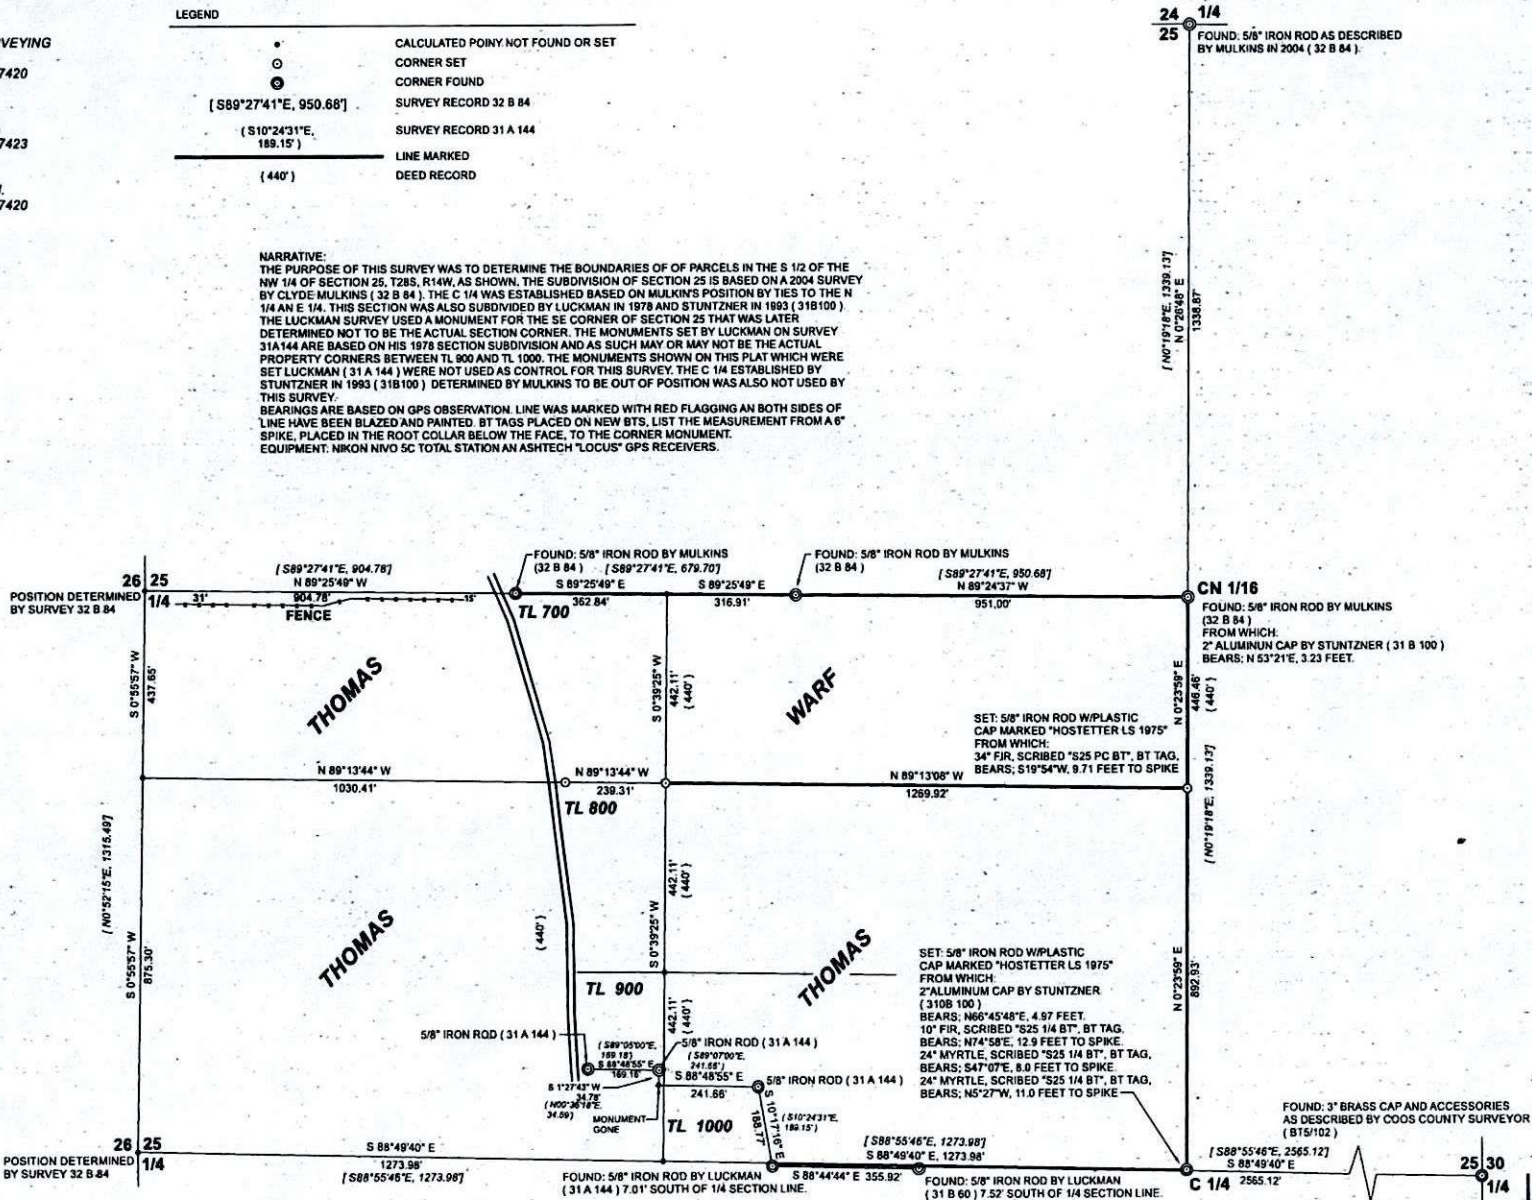 LEGEND
VEYING
7420
7423
7420
CALCULATED POINY NOT FOUND OR SET
CORNER SET
CORNER FOUND
[ S89°27'41"E, 950.68']
SURVEY RECORD 32 B 84
( S10°24'31"E,
189.15' )
SURVEY RECORD 31 A 144
LINE MARKED
( 440' )
DEED RECORD
24 1/4
25
FOUND: 5/8" IRON ROD AS DESCRIBED
BY MULKINS IN 2004 ( 32 B 84 ).
NARRATIVE:
THE PURPOSE OF THIS SURVEY WAS TO DETERMINE THE BOUNDARIES OF OF PARCELS IN THE S 1/2 OF THE
NW 1/4 OF SECTION 25, T28S, R14W, AS SHOWN. THE SUBDIVISION OF SECTION 25 IS BASED ON A 2004 SURVEY
BY CLYDE MULKINS ( 32 B 84 ). THE C 1/4 WAS ESTABLISHED BASED ON MULKIN'S POSITION BY TIES TO THE N
1/4 AN E 1/4. THIS SECTION WAS ALSO SUBDIVIDED BY LUCKMAN IN 1978 AND STUNTZNER IN 1993 ( 31B100 )
THE LUCKMAN SURVEY USED A MONUMENT FOR THE SE CORNER OF SECTION 25 THAT WAS LATER
DETERMINED NOT TO BE THE ACTUAL SECTION CORNER. THE MONUMENTS SET BY LUCKMAN ON SURVEY
31A144 ARE BASED ON HIS 1978 SECTION SUBDIVISION AND AS SUCH MAY OR MAY NOT BE THE ACTUAL
PROPERTY CORNERS BETWEEN TL 900 AND TL 1000. THE MONUMENTS SHOWN ON THIS PLAT WHICH WERE
SET LUCKMAN ( 31 A 144 ) WERE NOT USED AS CONTROL FOR THIS SURVEY. THE C 1/4 ESTABLISHED BY
STUNTZNER IN 1993 ( 31B100 ) DETERMINED BY MULKINS TO BE OUT OF POSITION WAS ALSO NOT USED BY
THIS SURVEY.
BEARINGS ARE BASED ON GPS OBSERVATION. LINE WAS MARKED WITH RED FLAGGING AN BOTH SIDES OF
LINE HAVE BEEN BLAZED AND PAINTED. BT TAGS PLACED ON NEW BTS, LIST THE MEASUREMENT FROM A 6"
SPIKE, PLACED IN THE ROOT COLLAR BELOW THE FACE, TO THE CORNER MONUMENT.
EQUIPMENT: NIKON NIVO 5C TOTAL STATION AN ASHTECH "LOCUS" GPS RECEIVERS.
[N0°19'18"E, 1339.13']
N 0°26'48" E
1338.87'
26 25
1/4
POSITION DETERMINED
BY SURVEY 32 B 84
[ S89°27'41"E, 904.78']
N 89°25'49" W
904.78'
31'
15'
FENCE
FOUND: 5/8" IRON ROD BY MULKINS
(32 B 84 )
[S89°27'41"E, 679.70']
S 89°25'49" E
362.84'
S 89°25'49" E
316.91'
FOUND: 5/8" IRON ROD BY MULKINS
(32 B 84 )
[S89°27'41"E, 950.68']
N 89°24'37" W
951.00'
CN 1/16
FOUND: 5/8" IRON ROD BY MULKINS
(32 B 84 )
FROM WHICH:
2" ALUMINUN CAP BY STUNTZNER ( 31 B 100 )
BEARS: N 53°21'E, 3.23 FEET.
TL 700
THOMAS
WARF
S 0°55'57" W
437.65'
S 0°39'25" W
442.11'
( 440' )
N 0°23'59" E
446.46'
( 440' )
SET: 5/8" IRON ROD W/PLASTIC
CAP MARKED "HOSTETTER LS 1975"
FROM WHICH:
34" FIR, SCRIBED "S25 PC BT", BT TAG,
BEARS; S19°54'W, 9.71 FEET TO SPIKE
N 89°13'44" W
1030.41'
N 89°13'44" W
239.31'
N 89°13'08" W
1269.92'
TL 800
[N0°19'18"E, 1339.13']
[N0°52'15"E, 1315.49']
S 0°55'57" W
875.30'
THOMAS
( 440' )
442.11'
( 440' )
S 0°39'25" W
THOMAS
N 0°23'59" E
892.93'
SET: 5/8" IRON ROD W/PLASTIC
CAP MARKED "HOSTETTER LS 1975"
FROM WHICH:
2"ALUMINUM CAP BY STUNTZNER
( 310B 100 )
BEARS; N66°45'48"E, 4.97 FEET.
10" FIR, SCRIBED "S25 1/4 BT", BT TAG.
BEARS; N74°58'E, 12.9 FEET TO SPIKE.
24" MYRTLE, SCRIBED "S25 1/4 BT", BT TAG,
BEARS; S47°07'E, 8.0 FEET TO SPIKE.
24" MYRTLE, SCRIBED "S25 1/4 BT", BT TAG,
BEARS; N5°27'W, 11.0 FEET TO SPIKE
TL 900
442.11'
( 440' )
5/8" IRON ROD ( 31 A 144 )
( S89°05'00"E,
169.18')
S 88°48'55" E
169.16'
5/8" IRON ROD ( 31 A 144 )
(S89°07'00"E,
241.66')
S 88°48'55" E
241.66'
5/8" IRON ROD ( 31 A 144 )
S 1°27'43" W
34.78'
34.59)
MONUMENT
GONE
TL 1000
S 10°17'16" E
188.77'
( S10°24'31"E,
189.15')
26 25
1/4
POSITION DETERMINED
BY SURVEY 32 B 84
S 88°49'40" E
1273.98'
[S88°55'46"E, 1273.98']
FOUND: 5/8" IRON ROD BY LUCKMAN
( 31 A 144 ) 7.01' SOUTH OF 1/4 SECTION LINE.
S 88°44'44" E 355.92'
[S88°55'46"E, 1273.98']
S 88°49'40" E, 1273.98'
FOUND: 5/8" IRON ROD BY LUCKMAN
( 31 B 60 ) 7.52' SOUTH OF 1/4 SECTION LINE.
C 1/4
[ S88°55'46"E, 2565.12']
S 88°49'40" E
2565.12'
FOUND: 3" BRASS CAP AND ACCESSORIES
AS DESCRIBED BY COOS COUNTY SURVEYOR
( BT5/102 )
25 30
1/4